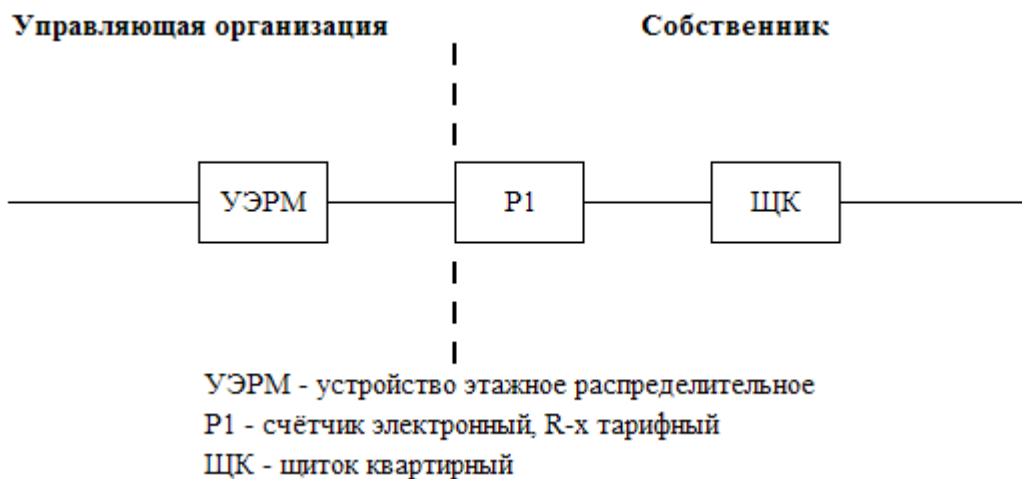 Управляющая организация
Собственник
УЭРМ
Р1
ЩК
УЭРМ - устройство этажное распределительное
Р1 - счётчик электронный, R-х тарифный
ЩК - щиток квартирный